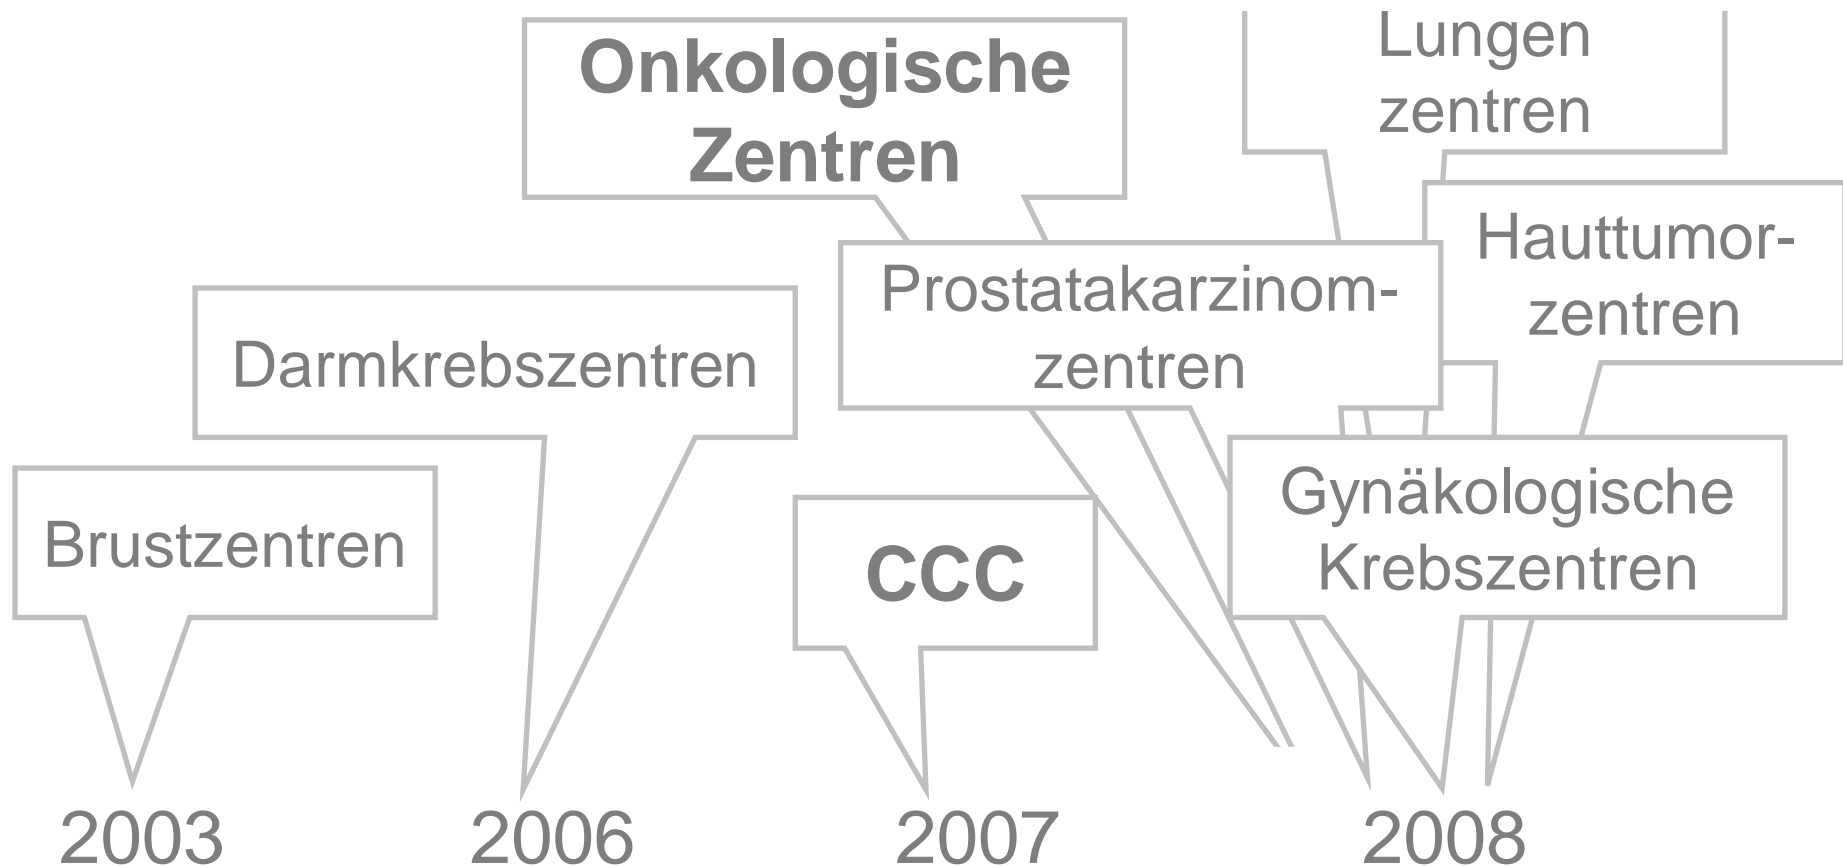 Onkologische
Zentren
Lungen
zentren
Hauttumor-
zentren
Prostatakarzinom-
zentren
Darmkrebszentren
Gynäkologische
Krebszentren
Brustzentren
CCC
2003
2006
2007
2008